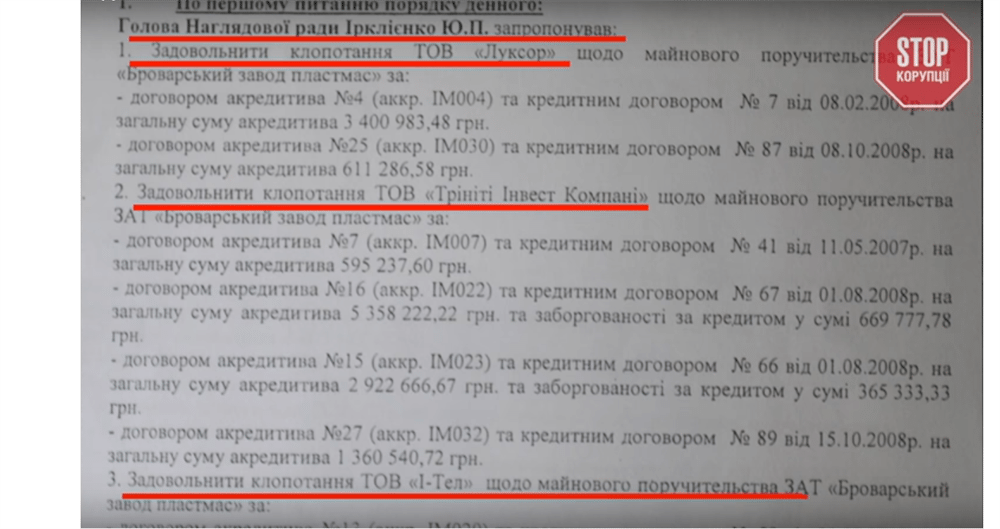 1. По першому питанню порядку денного:
Голова Наглядової ради Ірклієнко Ю.П. запропонував:
1. Задовольнити клопотання ТОВ «Луксор» щодо майнового поручительства
«Броварський завод пластмас» за:
- договором акредитива №4 (аккр. ІМ004) та кредитним договором № 7 від 08.02.2008р. на
загальну суму акредитива 3 400 983,48 грн.
- договором акредитива №25 (аккр. ІМ030) та кредитним договором № 87 від 08.10.2008р. на
загальну суму акредитива 611 286,58 грн.
2. Задовольнити клопотання ТОВ «Трініті Інвест Компані» щодо майнового поручительства
ЗАТ «Броварський завод пластмас» за:
- договором акредитива №7 (аккр. ІМ007) та кредитним договором № 41 від 11.05.2007р. на
загальну суму акредитива 595 237,60 грн.
- договором акредитива №16 (аккр. ІМ022) та кредитним договором № 67 від 01.08.2008р. на
загальну суму акредитива 5 358 222,22 грн. та заборгованості за кредитом у сумі 669 777,78
грн.
- договором акредитива №15 (аккр. ІМ023) та кредитним договором № 66 від 01.08.2008р. на
загальну суму акредитива 2 922 666,67 грн. та заборгованості за кредитом у сумі 365 333,33
грн.
- договором акредитива №27 (аккр. ІМ032) та кредитним договором № 89 від 15.10.2008р. на
загальну суму акредитива 1 360 540,72 грн.
3. Задовольнити клопотання ТОВ «І-Тел» щодо майнового поручительства ЗАТ «Броварський
завод пластмас» за:
STOP
КОРУПЦІЇ